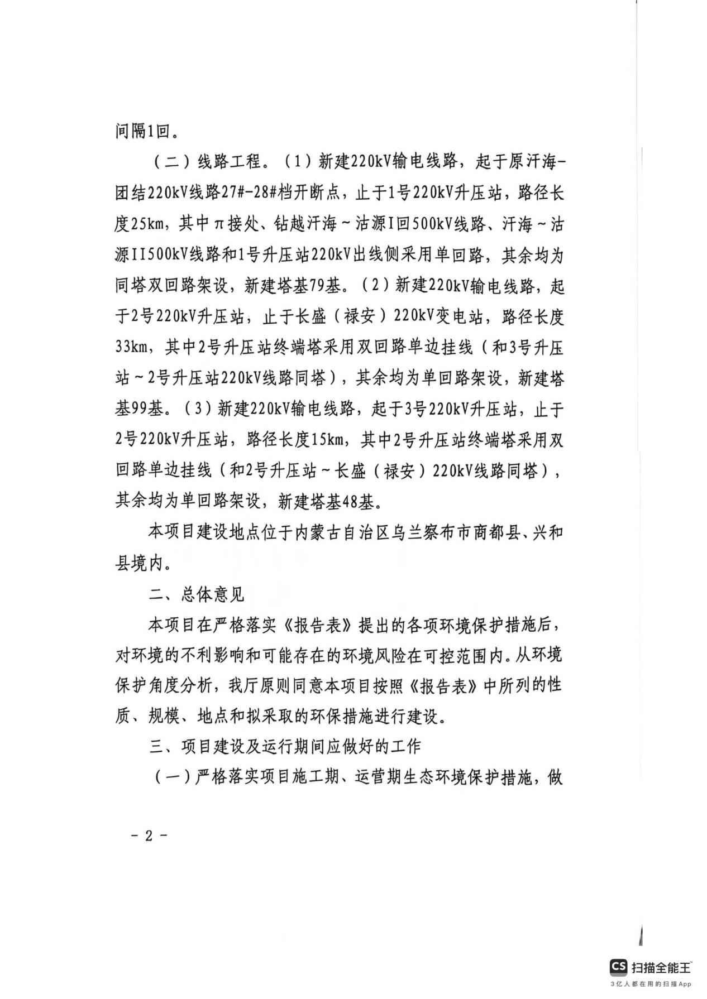 间隔1回。
（二）线路工程。（1）新建220kV输电线路，起于原汗海-
团结220kV线路27#-28#档开断点，止于1号220kV升压站，路径长
度25km，其中π接处、钻越汗海～沽源I回500kV线路、汗海～沽
源II500kV线路和1号升压站220kV出线侧采用单回路，其余均为
同塔双回路架设，新建塔基79基。（2）新建220kV输电线路，起
于2号220kV升压站，止于长盛（禄安）220kV变电站，路径长度
33km，其中2号升压站终端塔采用双回路单边挂线（和3号升压
站～2号升压站220kV线路同塔），其余均为单回路架设，新建塔
基99基。（3）新建220kV输电线路，起于3号220kV升压站，止于
2号220kV升压站，路径长度15km，其中2号升压站终端塔采用双
回路单边挂线（和2号升压站～长盛（禄安）220kV线路同塔），
其余均为单回路架设，新建塔基48基。
本项目建设地点位于内蒙古自治区乌兰察布市商都县、兴和
县境内。
二、总体意见
本项目在严格落实《报告表》提出的各项环境保护措施后，
对环境的不利影响和可能存在的环境风险在可控范围内。从环境
保护角度分析，我厅原则同意本项目按照《报告表》中所列的性
质、规模、地点和拟采取的环保措施进行建设。
三、项目建设及运行期间应做好的工作
（一）严格落实项目施工期、运营期生态环境保护措施，做
- 2 -
CS 扫描全能王™
3亿人都在用的扫描App